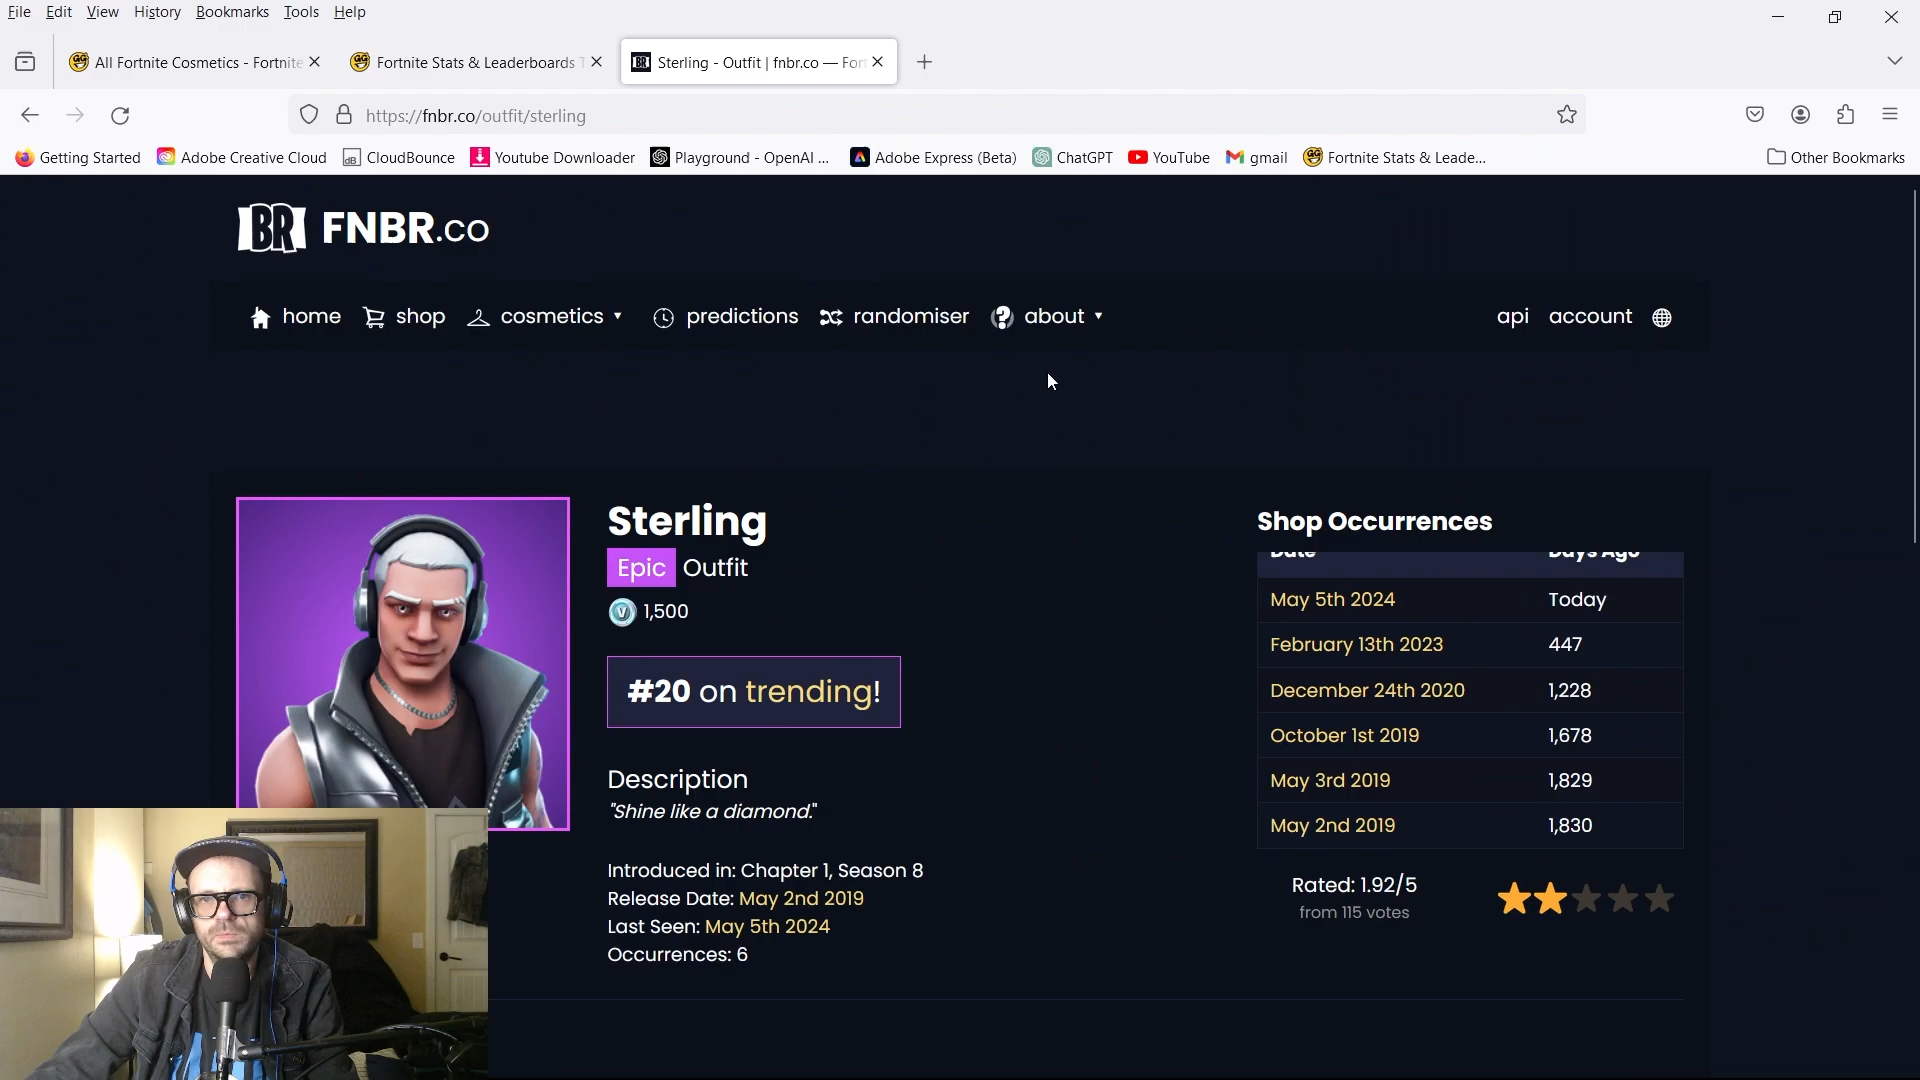 File Edit View History Bookmarks Tools Help
All Fortnite Cosmetics - Fortnite
Fortnite Stats & Leaderboards T
Sterling - Outfit | fnbr.co — For
https://fnbr.co/outfit/sterling
Getting Started
Adobe Creative Cloud
dB CloudBounce
Youtube Downloader
Playground - OpenAI ...
Adobe Express (Beta)
ChatGPT
YouTube
gmail
Fortnite Stats & Leade...
Other Bookmarks
BR FNBR.co
home shop cosmetics predictions randomiser about api account
Sterling
Epic Outfit
V 1,500
#20 on trending!
Description
"Shine like a diamond."
Introduced in: Chapter 1, Season 8
Release Date: May 2nd 2019
Last Seen: May 5th 2024
Occurrences: 6
Shop Occurrences
Date Days Ago
May 5th 2024 Today
February 13th 2023 447
December 24th 2020 1,228
October 1st 2019 1,678
May 3rd 2019 1,829
May 2nd 2019 1,830
Rated: 1.92/5
from 115 votes